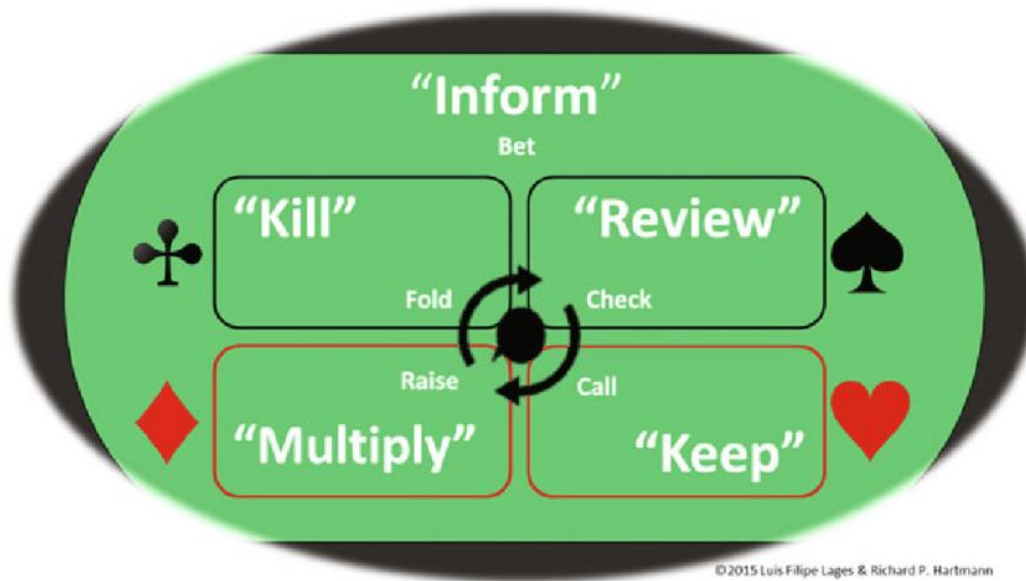 “Inform”
Bet
“Kill”
“Review”
Fold
Check
Raise
Call
“Multiply”
“Keep”
©2015 Luis Filipe Lages & Richard P. Hartmann